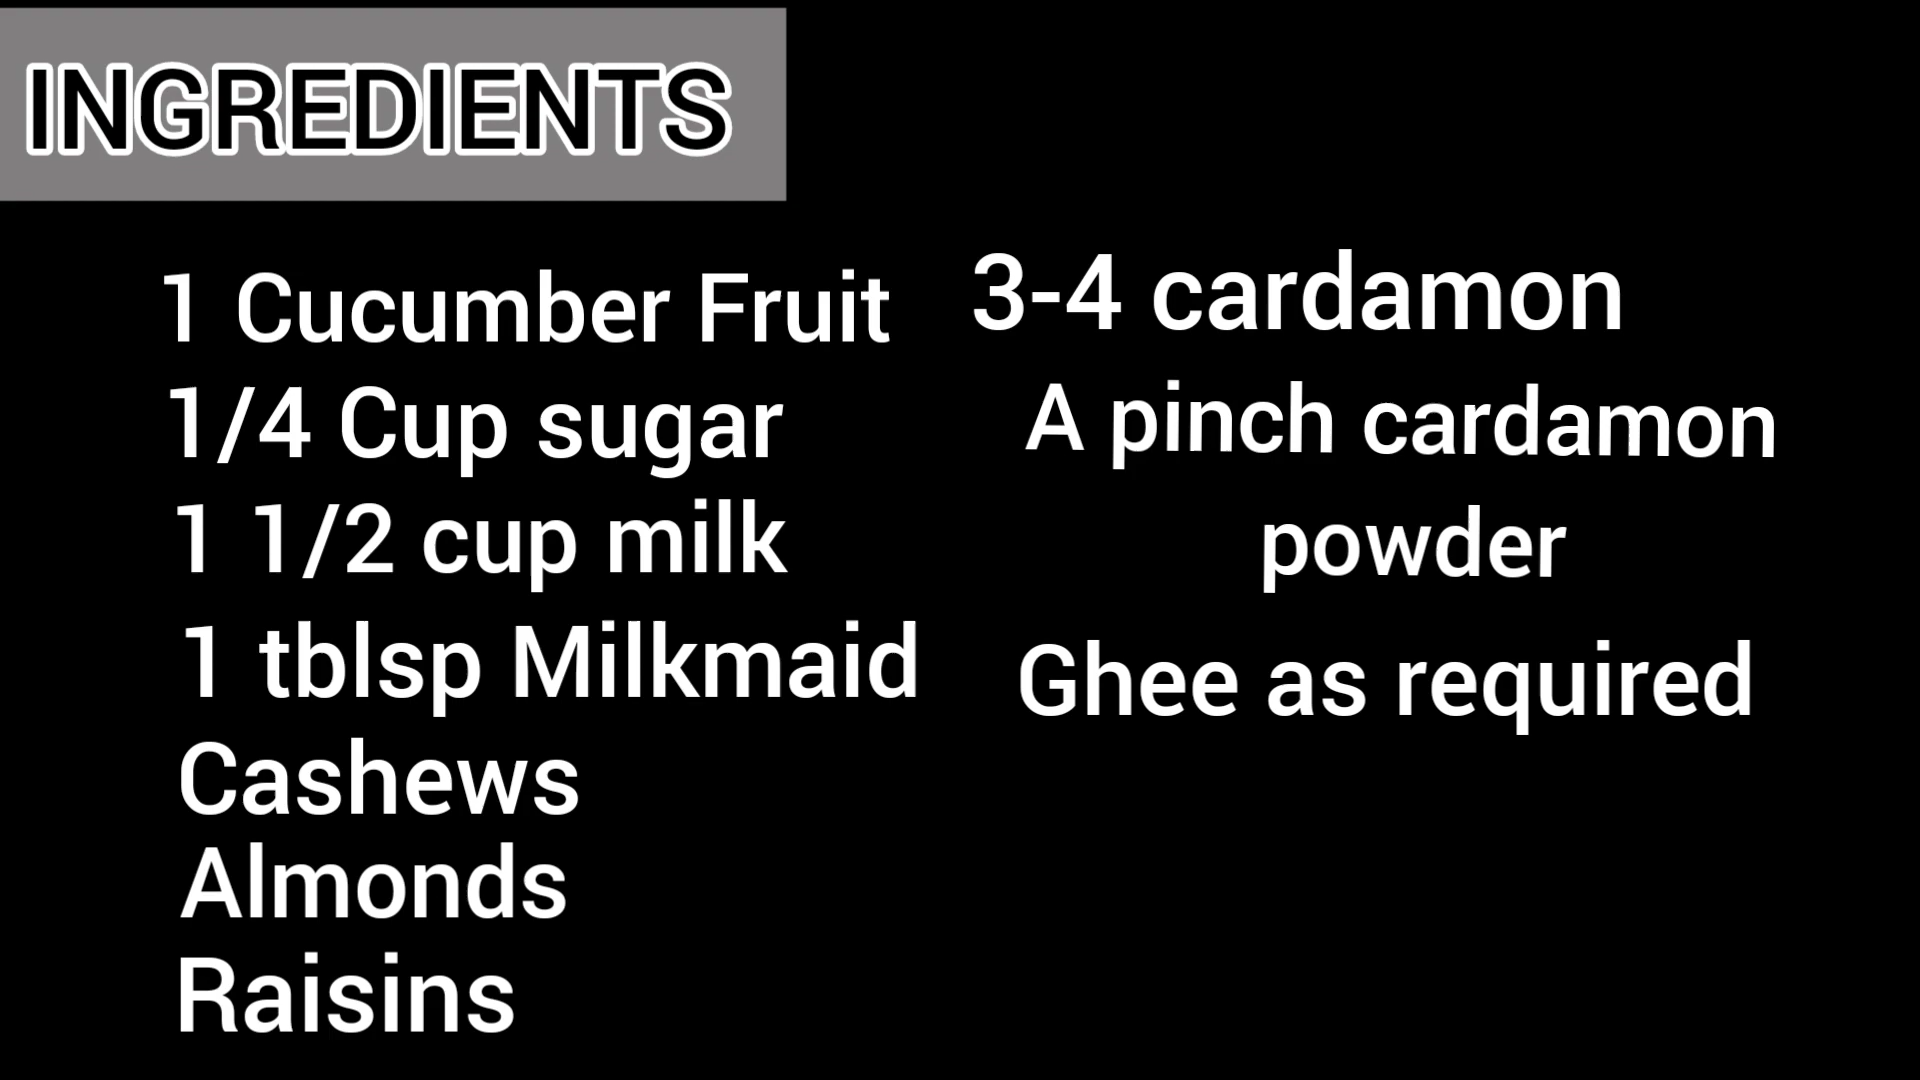 INGREDIENTS
1 Cucumber Fruit
1/4 Cup sugar
1 1/2 cup milk
1 tblsp Milkmaid
Cashews
Almonds
Raisins
3-4 cardamon
A pinch cardamon
powder
Ghee as required